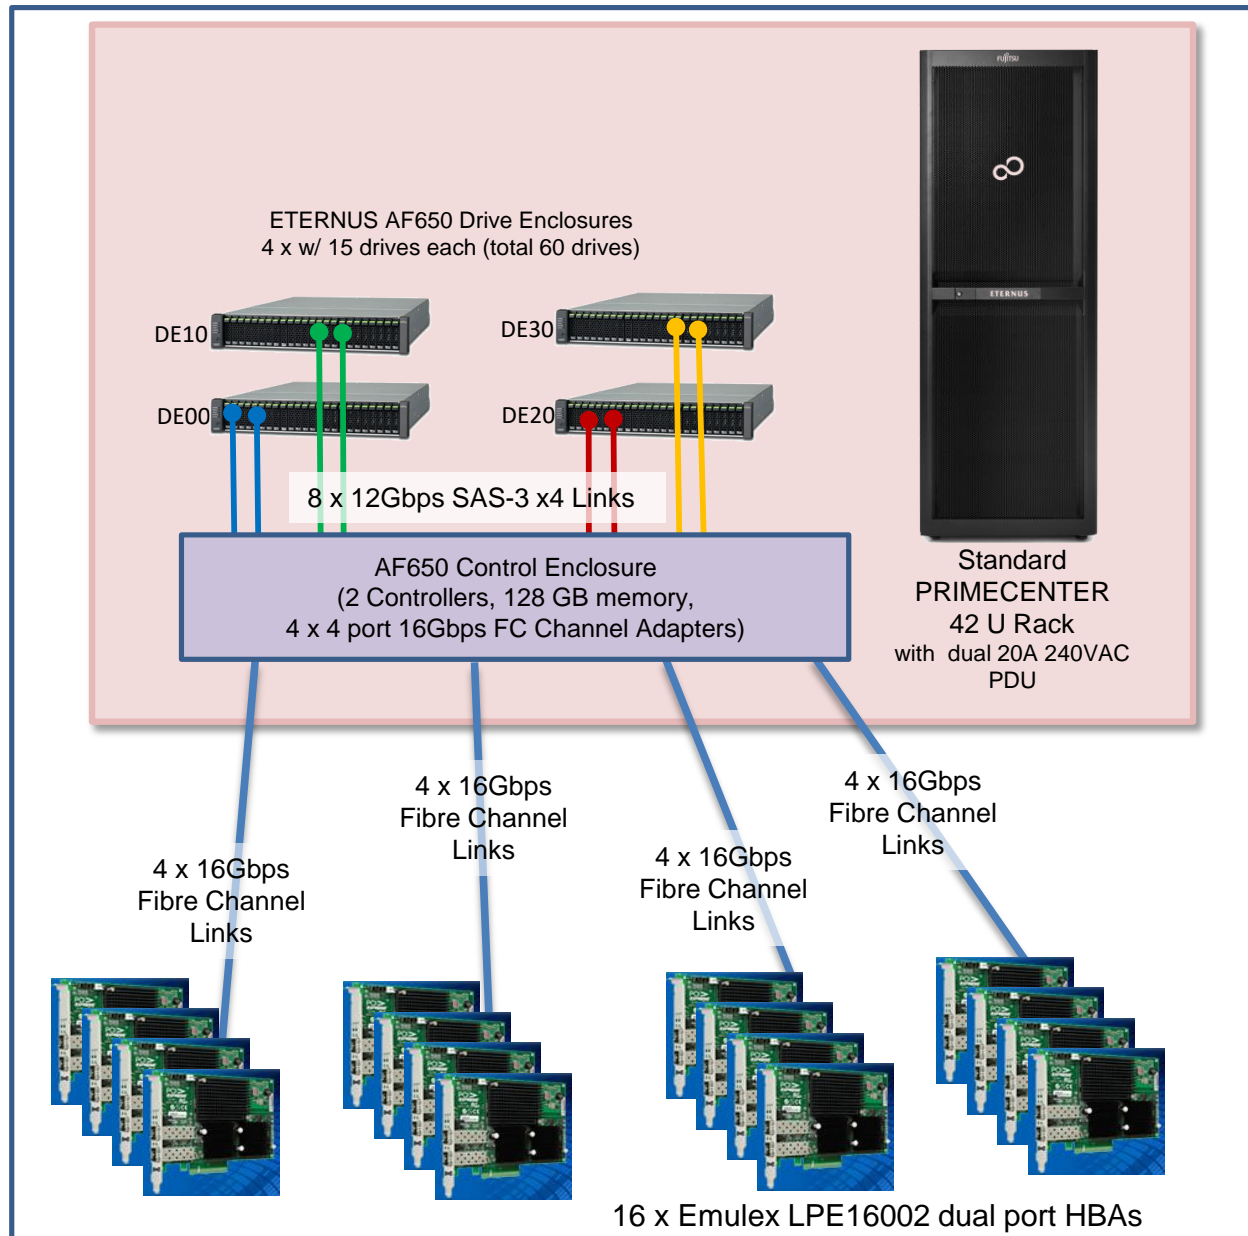 FUJITSU
ETERNUS
ETERNUS AF650 Drive Enclosures
4 x w/ 15 drives each (total 60 drives)
DE10
DE30
DE00
DE20
8 x 12Gbps SAS-3 x4 Links
AF650 Control Enclosure
(2 Controllers, 128 GB memory,
4 x 4 port 16Gbps FC Channel Adapters)
Standard
PRIMECENTER
42 U Rack
with dual 20A 240VAC
PDU
4 x 16Gbps
Fibre Channel
Links
4 x 16Gbps
Fibre Channel
Links
4 x 16Gbps
Fibre Channel
Links
4 x 16Gbps
Fibre Channel
Links
16 x Emulex LPE16002 dual port HBAs